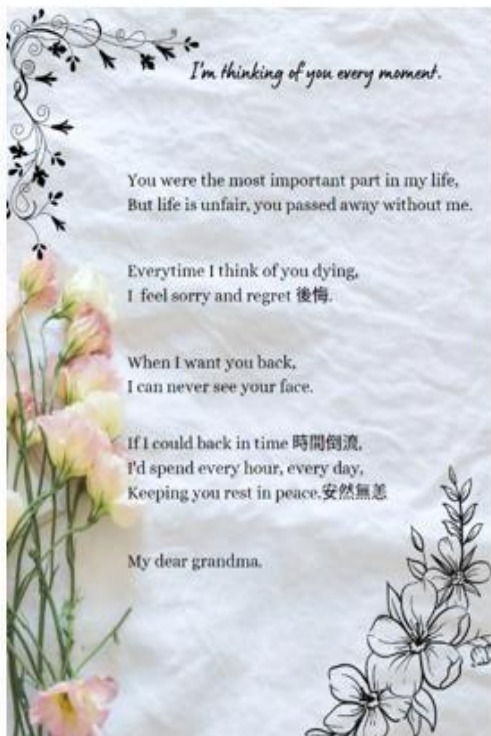 I'm thinking of you every moment.
You were the most important part in my life,
But life is unfair, you passed away without me.
Everytime I think of you dying,
I feel sorry and regret 後悔.
When I want you back,
I can never see your face.
If I could back in time 時間倒流,
I'd spend every hour, every day,
Keeping you rest in peace.安然無恙
My dear grandma.